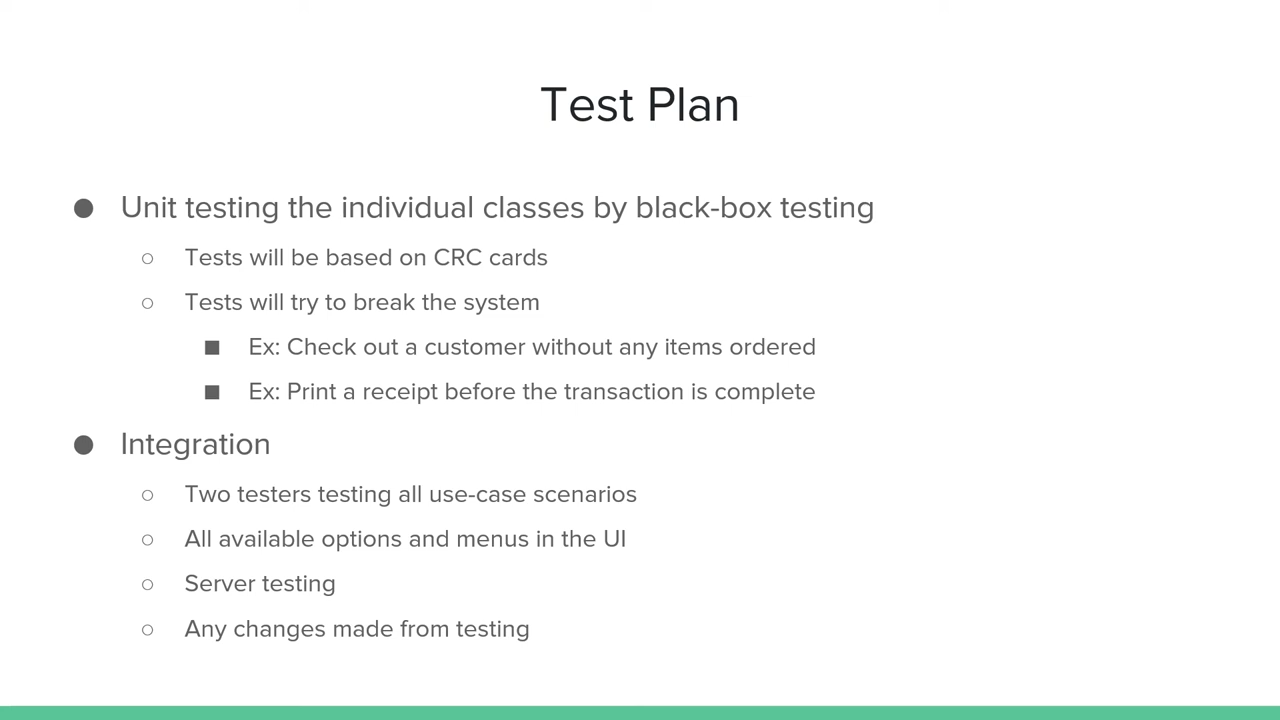 Test Plan
● Unit testing the individual classes by black-box testing
○ Tests will be based on CRC cards
○ Tests will try to break the system
■ Ex: Check out a customer without any items ordered
■ Ex: Print a receipt before the transaction is complete
● Integration
○ Two testers testing all use-case scenarios
○ All available options and menus in the UI
○ Server testing
○ Any changes made from testing